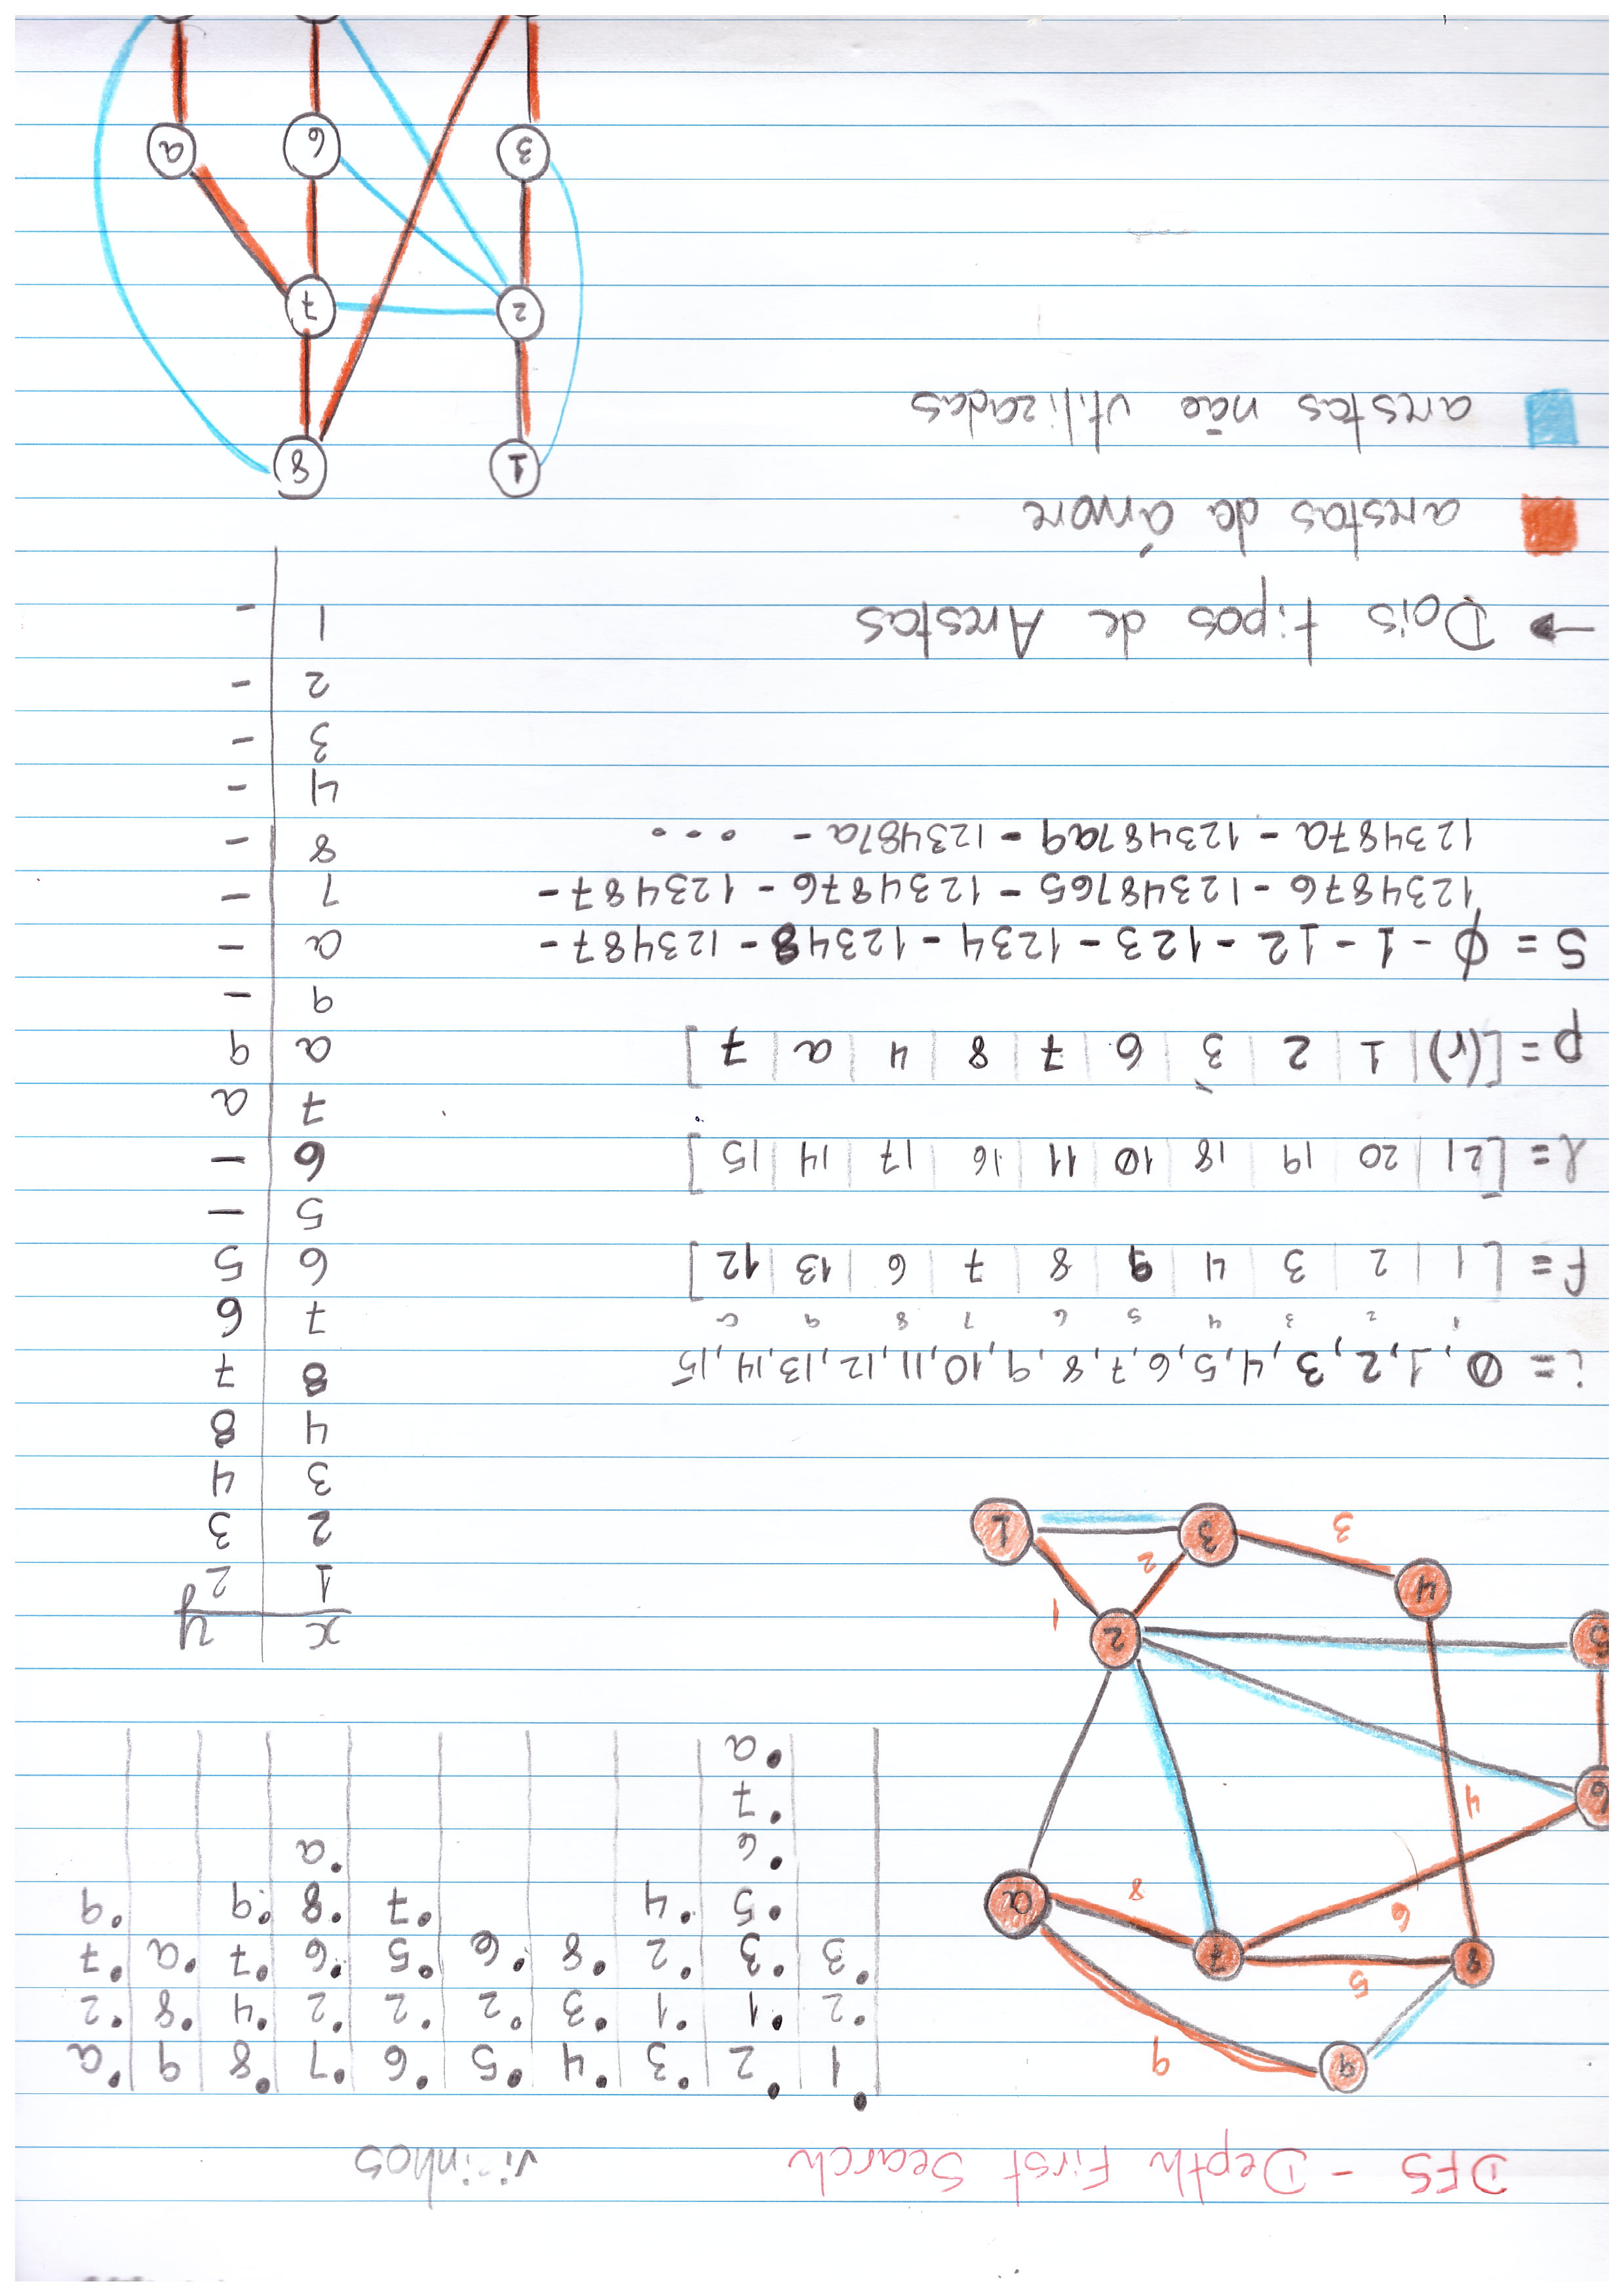 DFS - Depth First Search
vizinhos
9 9
8 5 7
6 8 a
6 4
5 2 1
4 2
3 3 1
1 2 3 4 5 6 7 8 9 a
2 1 1 3 2 2 2 4 8 2
3 3 2 8 6 5 6 7 a 7
5 4 7 8 9 9
6 a
7
a
x y
1 2
2 3
3 4
4 8
8 7
7 6
6 5
5 —
6 —
7 a
a 9
9 -
a -
7 -
8 -
4 -
3 -
2 -
1 -
i = 0, 1, 2, 3, 4, 5, 6, 7, 8, 9, 10, 11, 12, 13, 14, 15
1 2 3 4 5 6 7 8 9 a
f = [1 | 2 | 3 | 4 | 9 | 8 | 7 | 6 | 13 | 12]
l = [21 | 20 | 19 | 18 | 10 | 11 | 16 | 17 | 14 | 15]
p = [(r) | 1 | 2 | 3 | 6 | 7 | 8 | 4 | a | 7]
S = ∅ - 1 - 12 - 123 - 1234 - 12348 - 123487 -
1234876 - 12348765 - 1234876 - 123487 -
123487a - 123487a9 - 123487a - ...
→ Dois tipos de Arestas
arestas da árvore
arestas não utilizadas
1 8
2 7
3 6 a